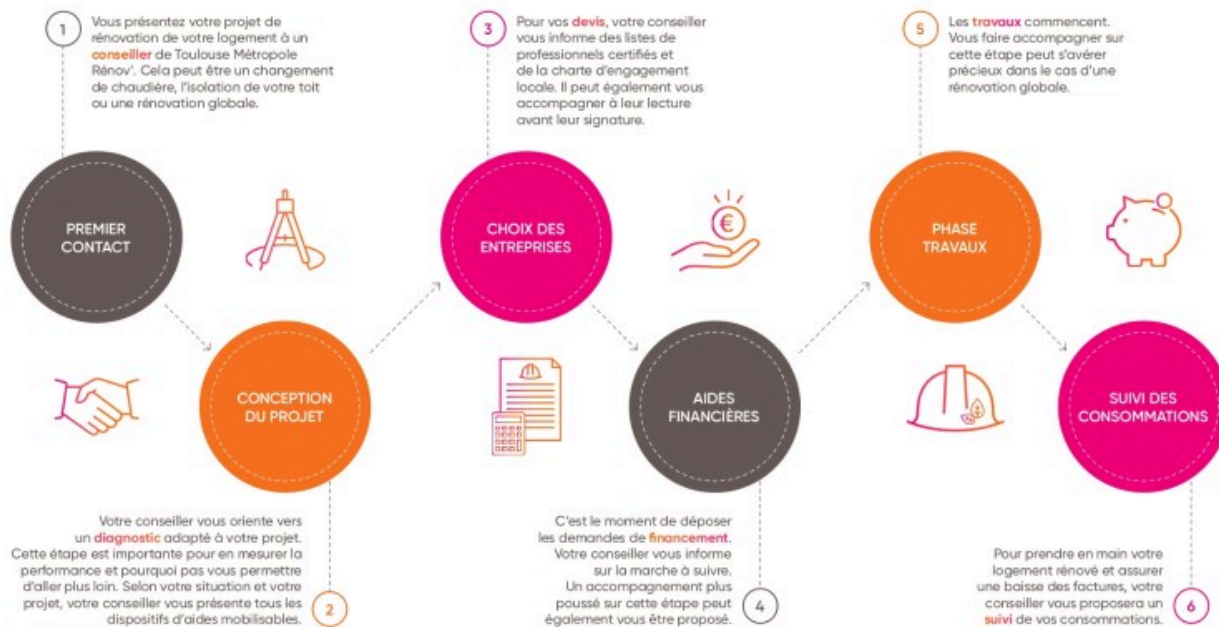 1
Vous présentez votre projet de
rénovation de votre logement à un
conseiller de Toulouse Métropole
Rénov'. Cela peut être un changement
de chaudière, l'isolation de votre toit
ou une rénovation globale.
PREMIER
CONTACT
CONCEPTION
DU PROJET
Votre conseiller vous oriente vers
un diagnostic adapté à votre projet.
Cette étape est importante pour en mesurer la
performance et pourquoi pas vous permettre
d'aller plus loin. Selon votre situation et votre
projet, votre conseiller vous présente tous les
dispositifs d'aides mobilisables.
2
3
Pour vos devis, votre conseiller
vous informe des listes de
professionnels certifiés et
de la charte d'engagement
locale. Il peut également vous
accompagner à leur lecture
avant leur signature.
CHOIX DES
ENTREPRISES
€
AIDES
FINANCIÈRES
C'est le moment de déposer
les demandes de financement.
Votre conseiller vous informe
sur la marche à suivre.
Un accompagnement plus
poussé sur cette étape peut
également vous être proposé.
4
5
Les travaux commencent.
Vous faire accompagner sur
cette étape peut s'avérer
précieux dans le cas d'une
rénovation globale.
PHASE
TRAVAUX
SUIVI DES
CONSOMMATIONS
Pour prendre en main votre
logement rénové et assurer
une baisse des factures, votre
conseiller vous proposera un
suivi de vos consommations.
6